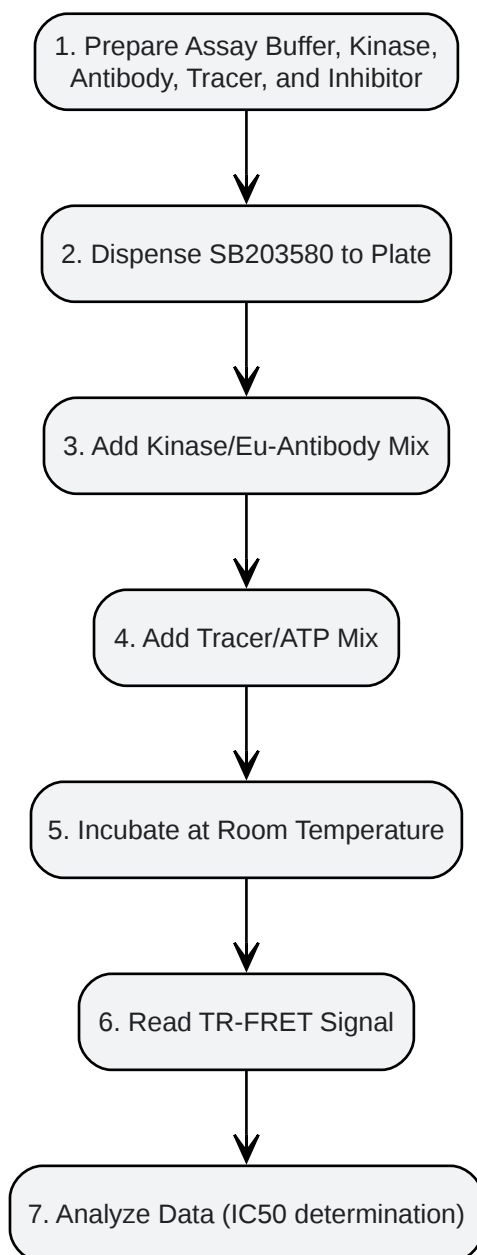 1. Prepare Assay Buffer, Kinase,
Antibody, Tracer, and Inhibitor
2. Dispense SB203580 to Plate
3. Add Kinase/Eu-Antibody Mix
4. Add Tracer/ATP Mix
5. Incubate at Room Temperature
6. Read TR-FRET Signal
7. Analyze Data (IC50 determination)